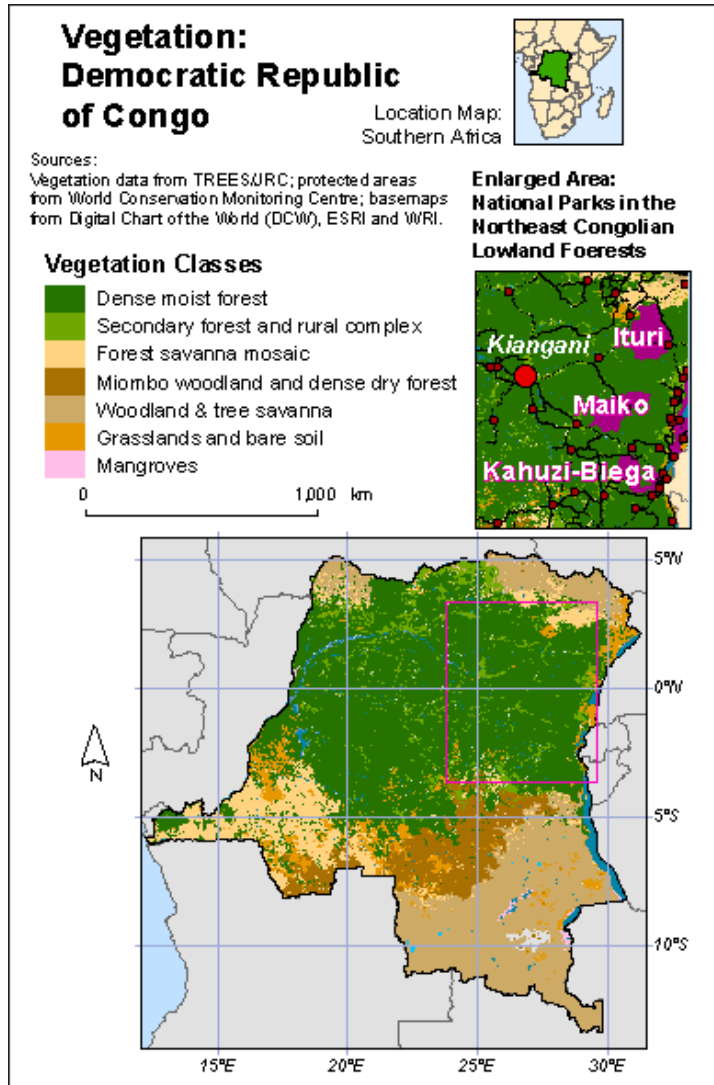 Vegetation:
Democratic Republic
of Congo
Location Map:
Southern Africa
Sources:
Vegetation data from TREES/JRC; protected areas
from World Conservation Monitoring Centre; basemaps
from Digital Chart of the World (DCW), ESRI and WRI.
Enlarged Area:
National Parks in the
Northeast Congolian
Lowland Foerests
Vegetation Classes
Dense moist forest
Secondary forest and rural complex
Forest savanna mosaic
Miombo woodland and dense dry forest
Woodland & tree savanna
Grasslands and bare soil
Mangroves
0 1,000 km
Ituri
Kiangani
Maiko
Kahuzi-Biega
5°N
0°N
N
5°S
10°S
15°E 20°E 25°E 30°E